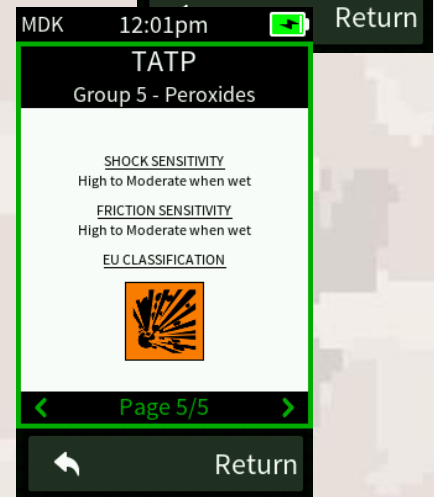 Return
MDK 12:01pm
TATP
Group 5 - Peroxides
SHOCK SENSITIVITY
High to Moderate when wet
FRICTION SENSITIVITY
High to Moderate when wet
EU CLASSIFICATION
Page 5/5
Return